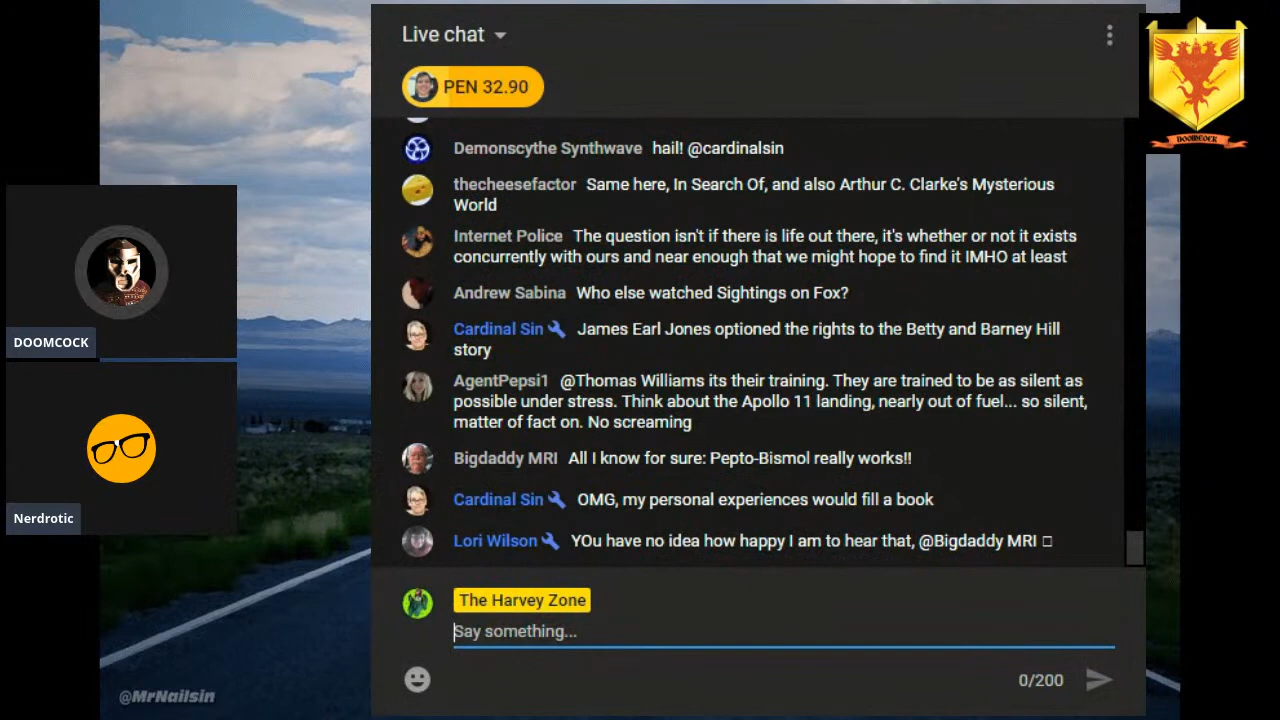 Live chat
PEN 32.90
Demonscythe Synthwave hail! @cardinalsin
thecheesefactor Same here, In Search Of, and also Arthur C. Clarke's Mysterious
World
Internet Police The question isn't if there is life out there, it's whether or not it exists
concurrently with ours and near enough that we might hope to find it IMHO at least
Andrew Sabina Who else watched Sightings on Fox?
Cardinal Sin James Earl Jones optioned the rights to the Betty and Barney Hill
story
AgentPepsi1 @Thomas Williams its their training. They are trained to be as silent as
possible under stress. Think about the Apollo 11 landing, nearly out of fuel... so silent,
matter of fact on. No screaming
Bigdaddy MRI All I know for sure: Pepto-Bismol really works!!
Cardinal Sin OMG, my personal experiences would fill a book
Lori Wilson YOu have no idea how happy I am to hear that, @Bigdaddy MRI
The Harvey Zone
Say something...
0/200
DOOMCOCK
Nerdrotic
DOOMCOCK
@MrNailsin